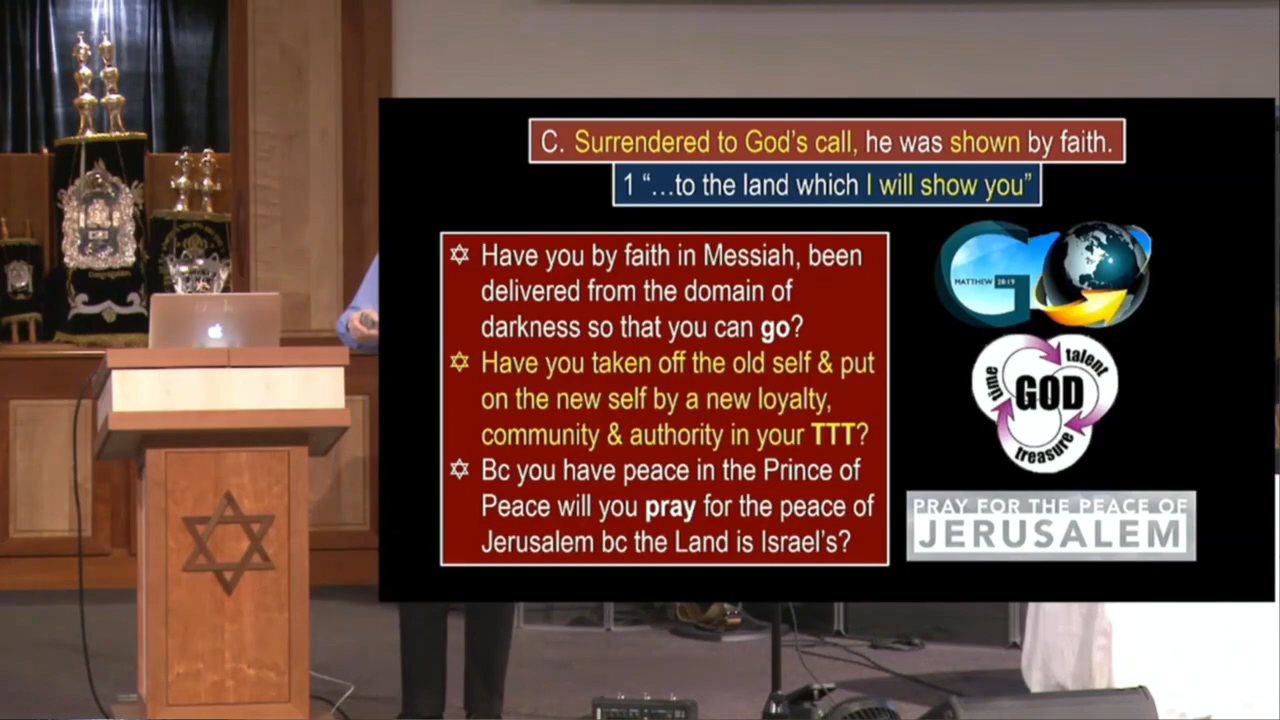 C. Surrendered to God's call, he was shown by faith.
1 "…to the land which I will show you"
✡ Have you by faith in Messiah, been
delivered from the domain of
darkness so that you can go?
✡ Have you taken off the old self & put
on the new self by a new loyalty,
community & authority in your TTT?
✡ Bc you have peace in the Prince of
Peace will you pray for the peace of
Jerusalem bc the Land is Israel's?
GO
MATTHEW 28:19
time
talent
GOD
treasure
PRAY FOR THE PEACE OF
JERUSALEM